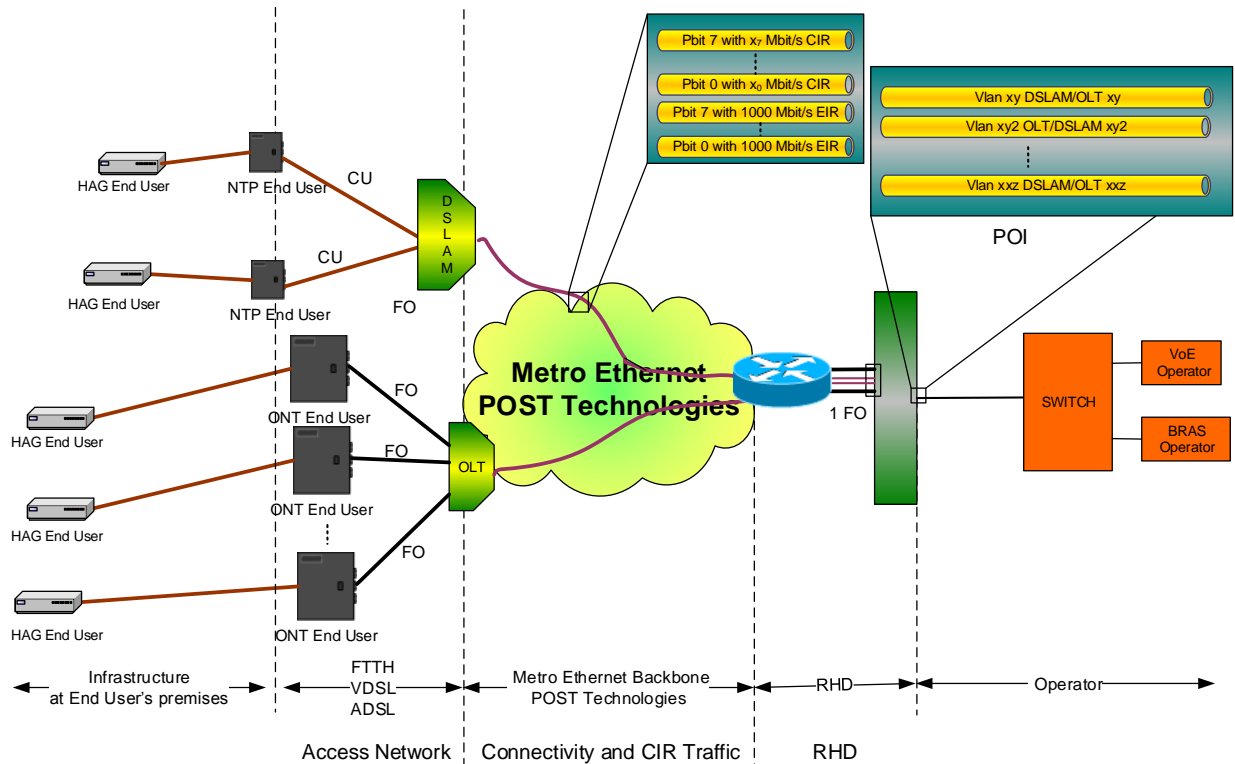 Pbit 7 with x₇ Mbit/s CIR
Pbit 0 with x₀ Mbit/s CIR
Pbit 7 with 1000 Mbit/s EIR
Pbit 0 with 1000 Mbit/s EIR
Vlan xy DSLAM/OLT xy
Vlan xy2 OLT/DSLAM xy2
Vlan xxz DSLAM/OLT xxz
POI
HAG End User
NTP End User
CU
DSLAM
HAG End User
NTP End User
CU
FO
HAG End User
ONT End User
FO
HAG End User
ONT End User
FO
OLT
HAG End User
ONT End User
FO
Metro Ethernet
POST Technologies
1 FO
SWITCH
VoE
Operator
BRAS
Operator
Infrastructure
at End User's premises
FTTH
VDSL
ADSL
Metro Ethernet Backbone
POST Technologies
RHD
Operator
Access Network
Connectivity and CIR Traffic
RHD